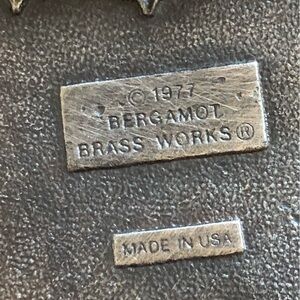 © 1977
BERGAMOT
BRASS WORKS ®
MADE IN USA